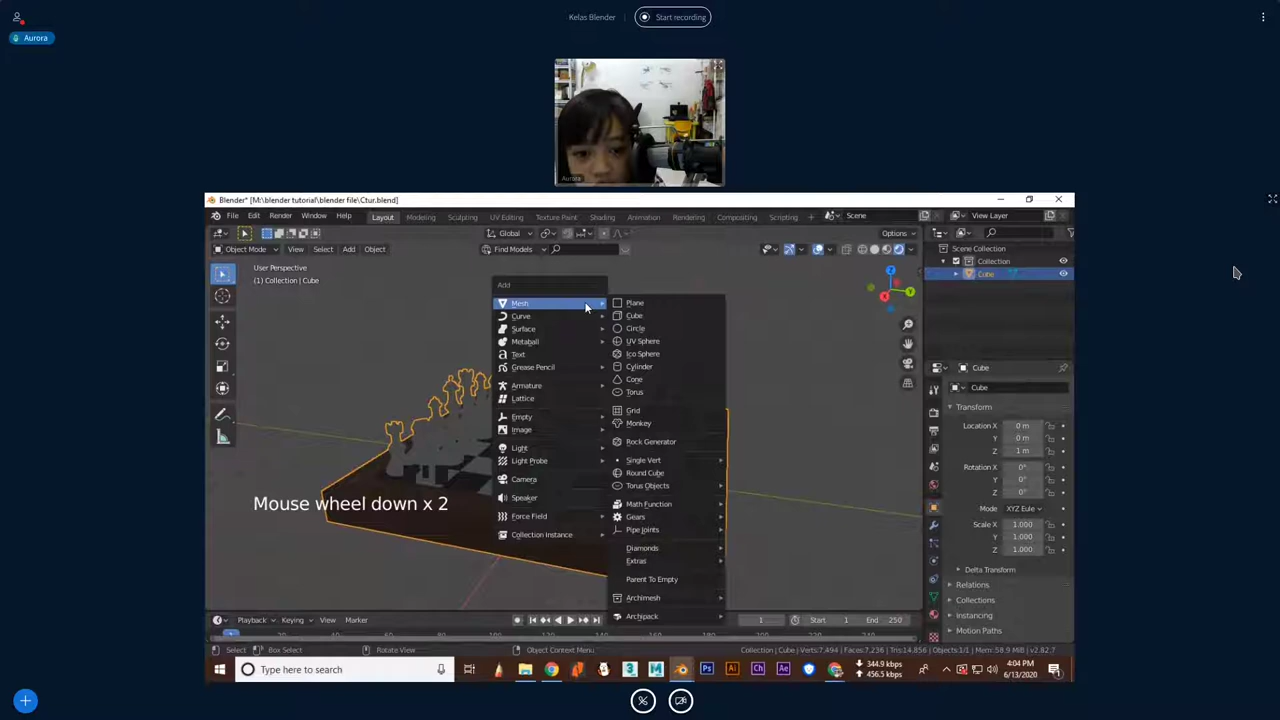 Kelas Blender
Start recording
Aurora
Aurora
Blender* [M:\blender tutorial\blender file\Ctur.blend]
File Edit Render Window Help Layout Modeling Sculpting UV Editing Texture Paint Shading Animation Rendering Compositing Scripting Scene View Layer
Global Options
Object Mode View Select Add Object Find Models Scene Collection
User Perspective
(1) Collection | Cube
Collection
Cube
Add
Mesh
Curve
Surface
Metaball
Text
Grease Pencil
Armature
Lattice
Empty
Image
Light
Light Probe
Camera
Speaker
Force Field
Collection Instance
Plane
Cube
Circle
UV Sphere
Ico Sphere
Cylinder
Cone
Torus
Grid
Monkey
Rock Generator
Single Vert
Round Cube
Torus Objects
Math Function
Gears
Pipe Joints
Diamonds
Extras
Parent To Empty
Archimesh
Archipack
Mouse wheel down x 2
Cube
Cube
Transform
Location X 0 m
Y 0 m
Z 1 m
Rotation X 0°
Y 0°
Z 0°
Mode XYZ Eule
Scale X 1.000
Y 1.000
Z 1.000
Delta Transform
Relations
Collections
Instancing
Motion Paths
Playback Keying View Marker 1 Start 1 End 250
Select Box Select Rotate View Object Context Menu Collection | Cube | Verts:7,494 | Faces:7,236 | Tris:14,856 | Objects:1/1 | Mem: 58.9 MiB | v2.82.7
Type here to search
344.9 kbps
456.5 kbps
4:04 PM
6/13/2020